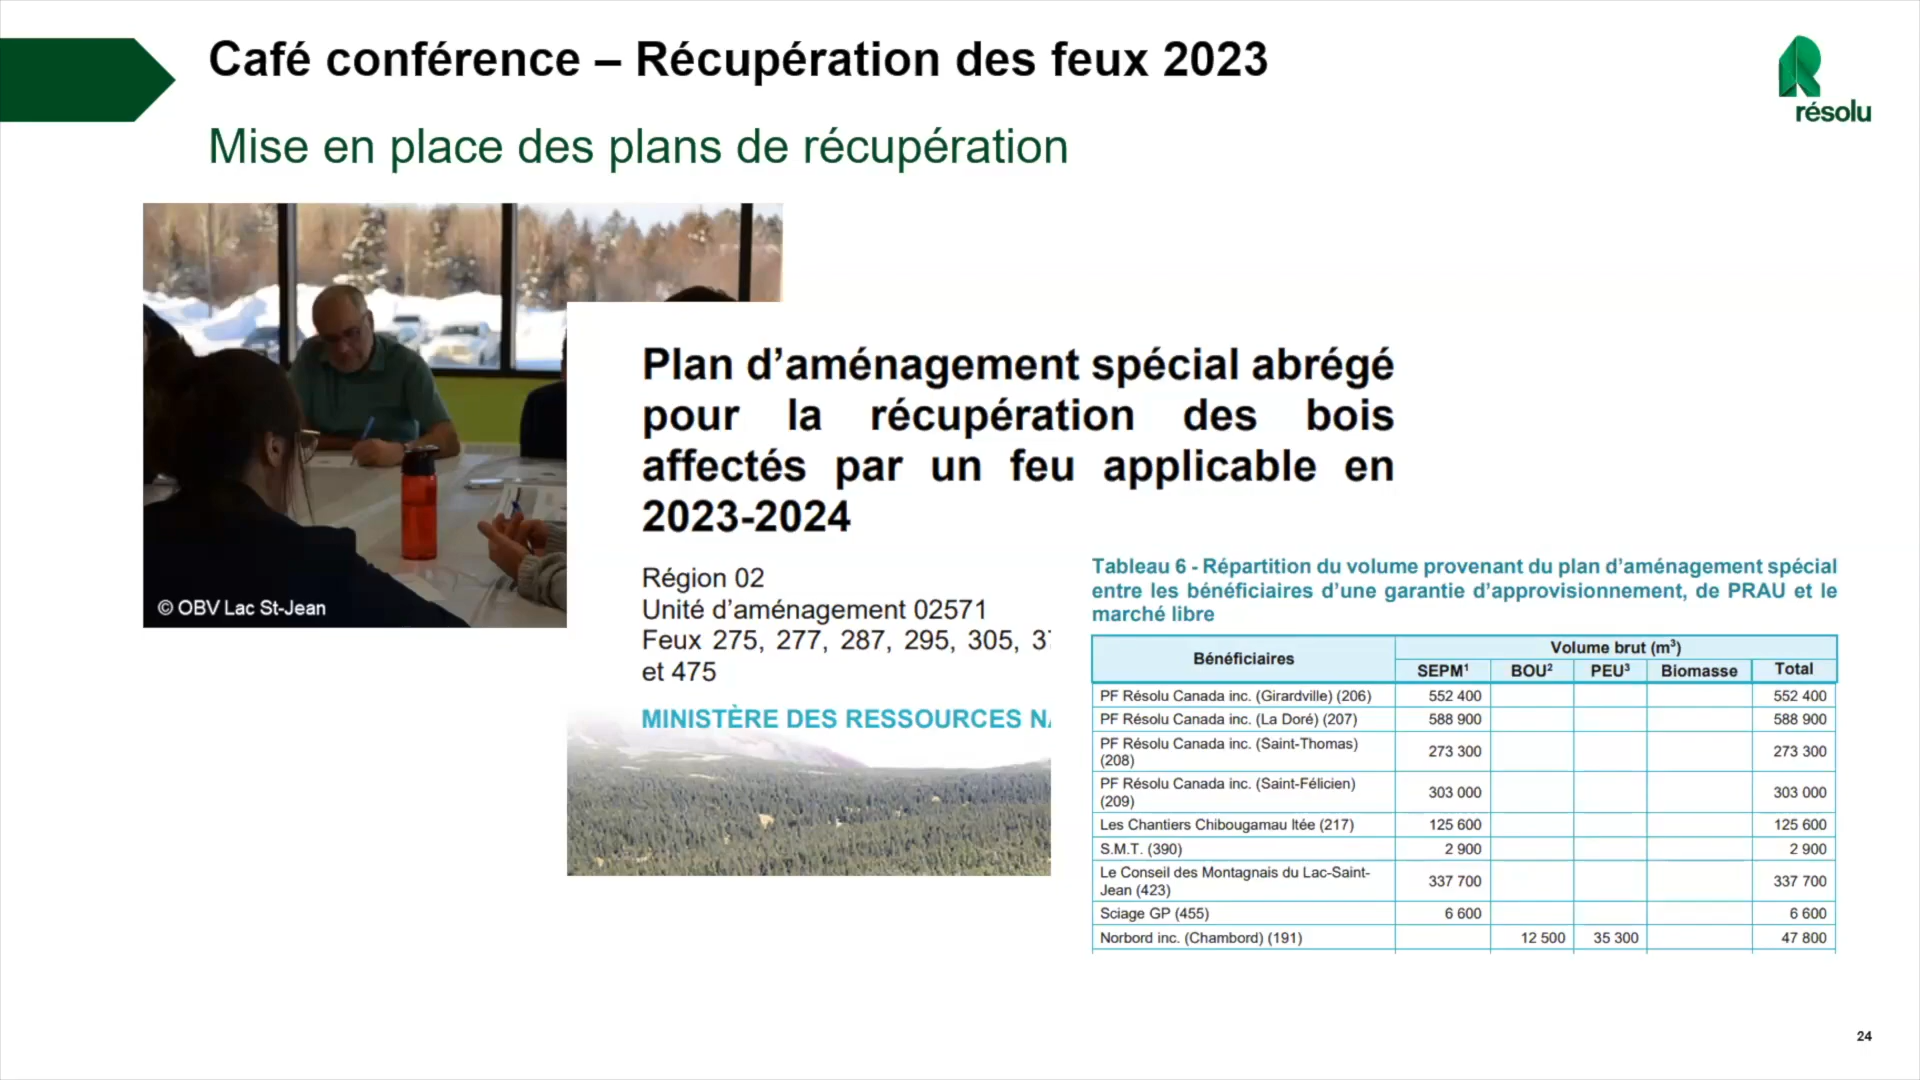 Café conférence – Récupération des feux 2023
résolu
Mise en place des plans de récupération
© OBV Lac St-Jean
Plan d'aménagement spécial abrégé
pour la récupération des bois
affectés par un feu applicable en
2023-2024
Région 02
Unité d'aménagement 02571
Feux 275, 277, 287, 295, 305,
et 475
MINISTÈRE DES RESSOURCES
Tableau 6 - Répartition du volume provenant du plan d'aménagement spécial
entre les bénéficiaires d'une garantie d'approvisionnement, de PRAU et le
marché libre
Bénéficiaires Volume brut (m³)
SEPM¹ BOU² PEU³ Biomasse Total
PF Résolu Canada inc. (Girardville) (206) 552 400 552 400
PF Résolu Canada inc. (La Doré) (207) 588 900 588 900
PF Résolu Canada inc. (Saint-Thomas)
(208) 273 300 273 300
PF Résolu Canada inc. (Saint-Félicien)
(209) 303 000 303 000
Les Chantiers Chibougamau ltée (217) 125 600 125 600
S.M.T. (390) 2 900 2 900
Le Conseil des Montagnais du Lac-Saint-
Jean (423) 337 700 337 700
Sciage GP (455) 6 600 6 600
Norbord inc. (Chambord) (191) 12 500 35 300 47 800
24